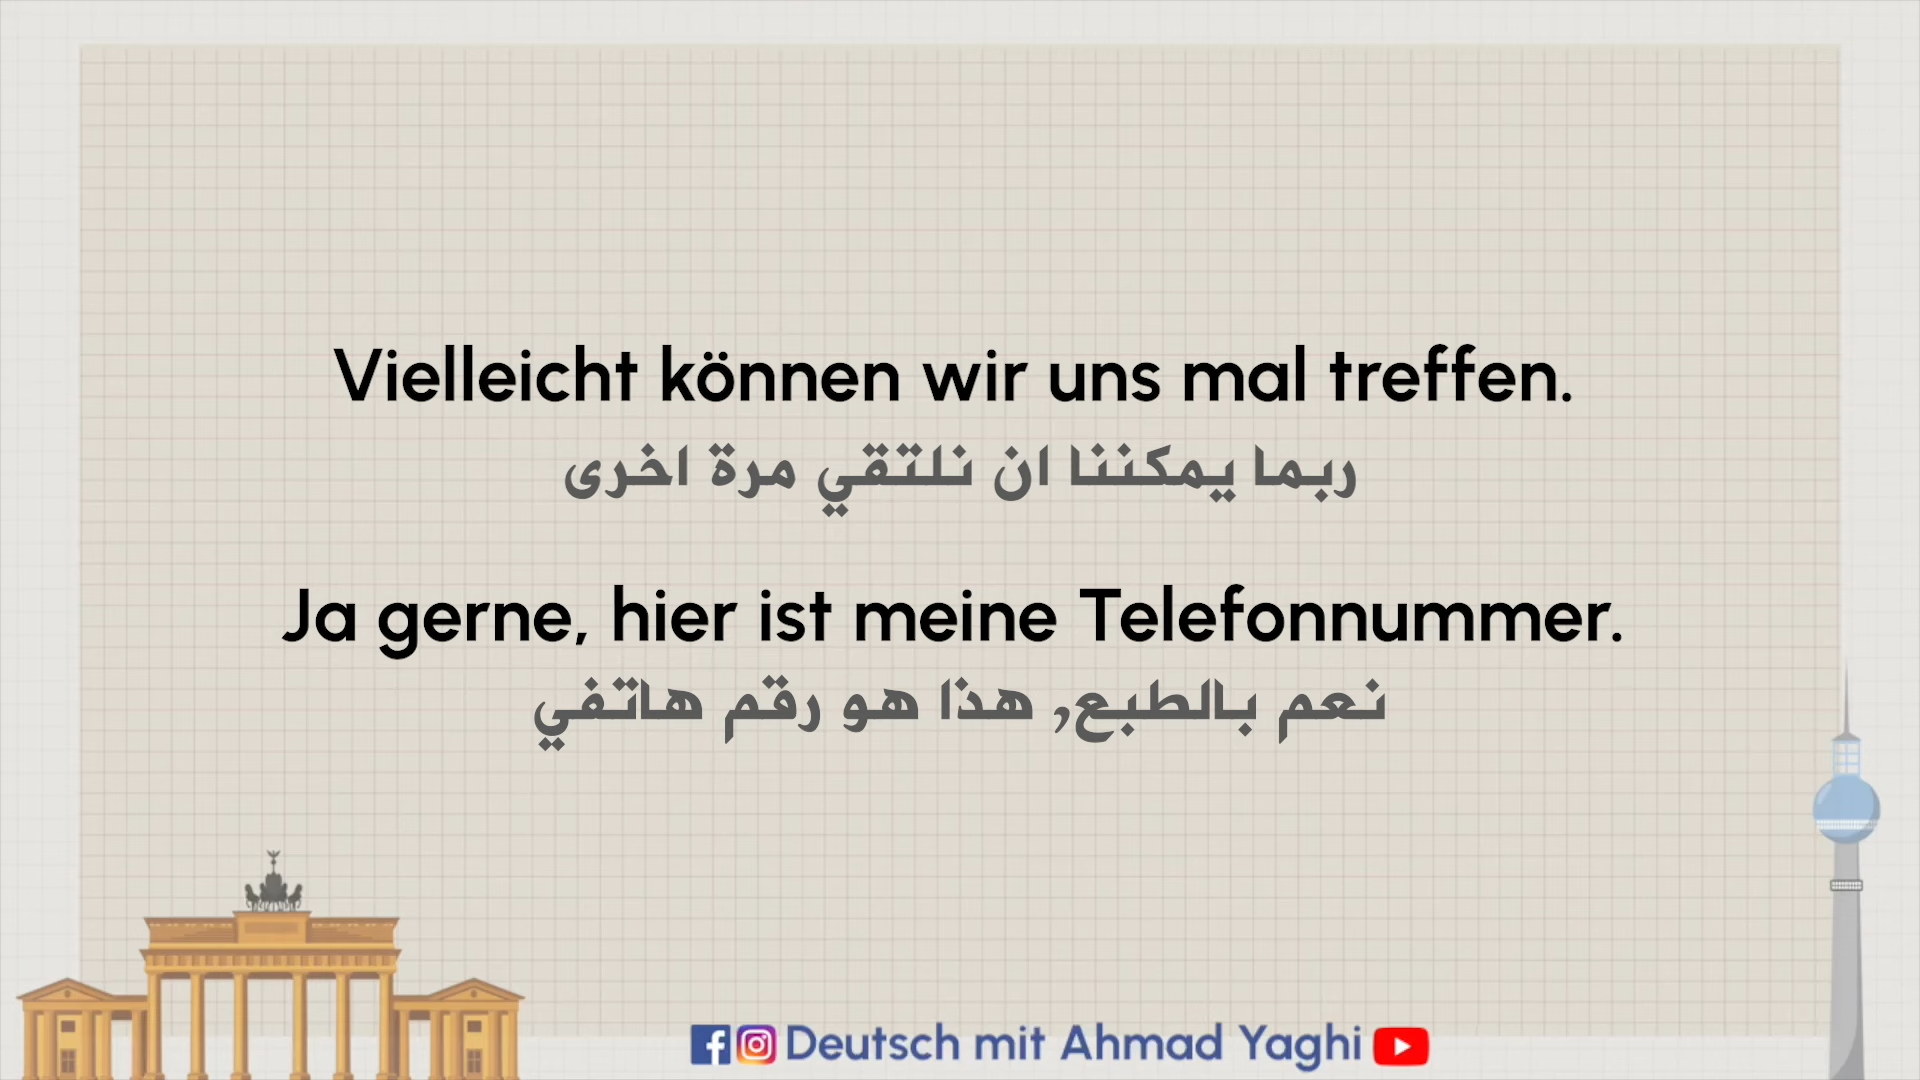 Vielleicht können wir uns mal treffen.
ربما يمكننا ان نلتقي مرة اخرى
Ja gerne, hier ist meine Telefonnummer.
نعم بالطبع, هذا هو رقم هاتفي
Deutsch mit Ahmad Yaghi